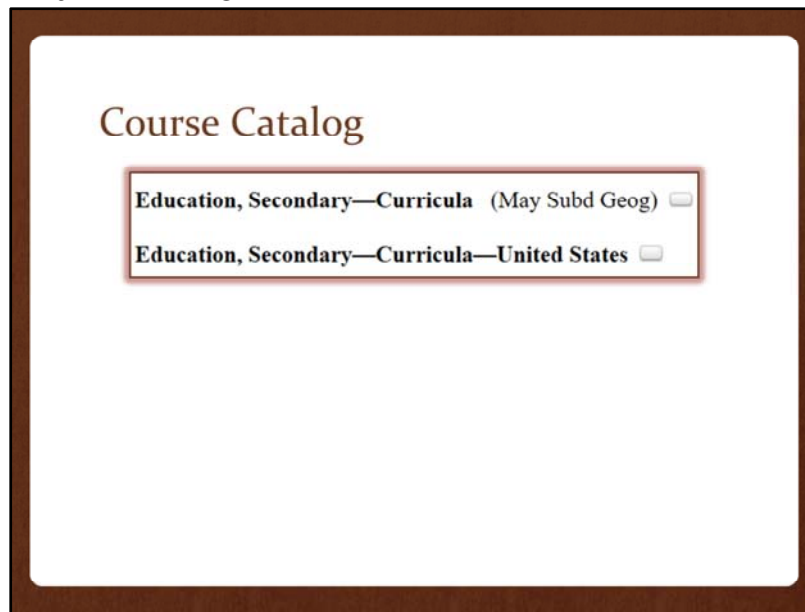 Course Catalog
Education, Secondary—Curricula (May Subd Geog)
Education, Secondary—Curricula—United States